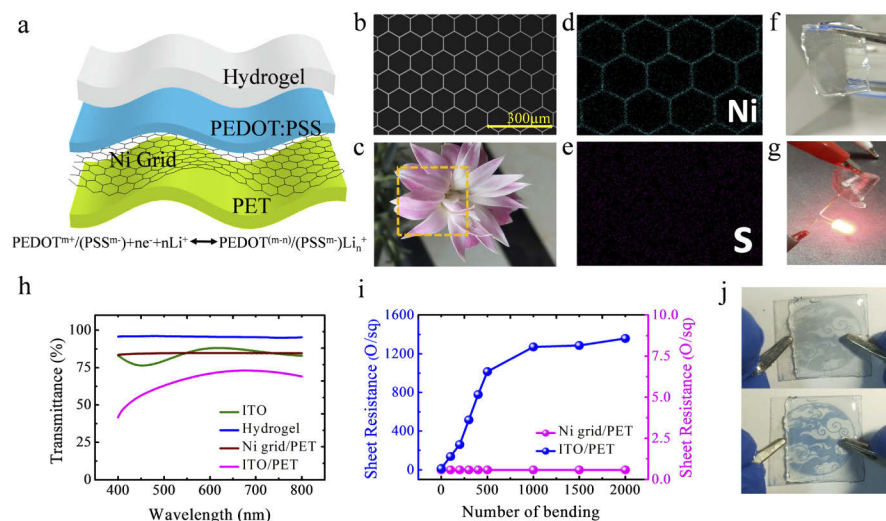 a
Hydrogel
PEDOT:PSS
Ni Grid
PET
PEDOTᵐ⁺/(PSSᵐ⁻)+ne⁻+nLi⁺⟷PEDOT⁽ᵐ⁻ⁿ⁾/(PSSᵐ⁻)Liₙ⁺
b
300μm
c
d
Ni
e
S
f
g
h
Transmittance (%)
100
75
50
25
0
ITO
Hydrogel
Ni grid/PET
ITO/PET
400 500 600 700 800
Wavelength (nm)
i
Sheet Resistance (O/sq)
1600
1200
800
400
0
Ni grid/PET
ITO/PET
0 500 1000 1500 2000
Number of bending
10.0
7.5
5.0
2.5
0.0
Sheet Resistance (O/sq)
j